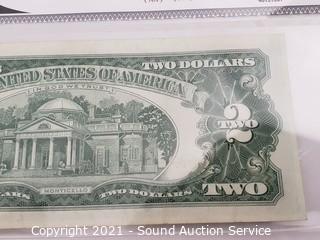 TWO DOLLARS
UNITED STATES OF AMERICA
IN GOD WE TRUST
2
TWO
MONTICELLO
TWO DOLLARS
TWO
Copyright 2021 - Sound Auction Service